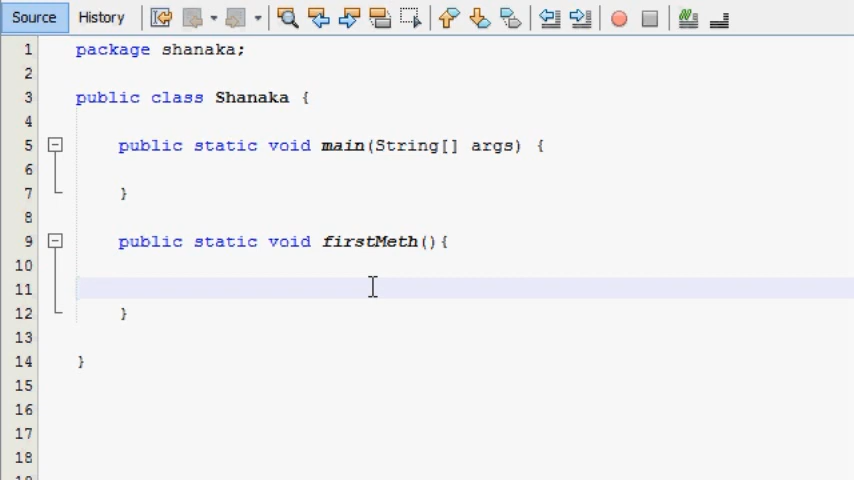 Source History
1 package shanaka;
2
3 public class Shanaka {
4
5 public static void main(String[] args) {
6
7 }
8
9 public static void firstMeth(){
10
11
12 }
13
14 }
15
16
17
18